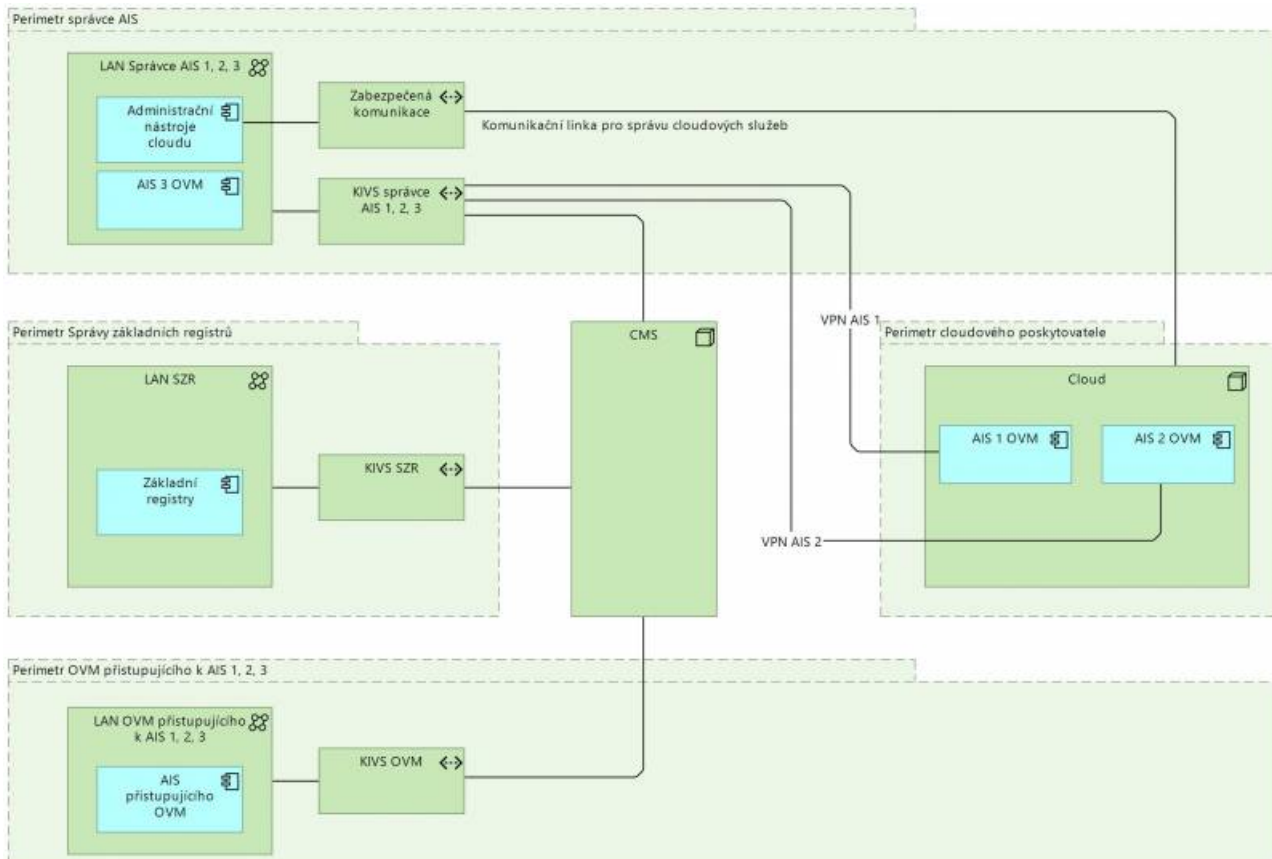 Perimetr správce AIS
LAN Správce AIS 1, 2, 3
Administrační
nástroje
cloudu
Zabezpečená
komunikace
Komunikační linka pro správu cloudových služeb
AIS 3 OVM
KIVS správce
AIS 1, 2, 3
Perimetr Správy základních registrů
LAN SZR
Základní
registry
KIVS SZR
CMS
VPN AIS 1
VPN AIS 2
Perimetr cloudového poskytovatele
Cloud
AIS 1 OVM
AIS 2 OVM
Perimetr OVM přistupujícího k AIS 1, 2, 3
LAN OVM přistupujícího
k AIS 1, 2, 3
AIS
přistupujícího
OVM
KIVS OVM